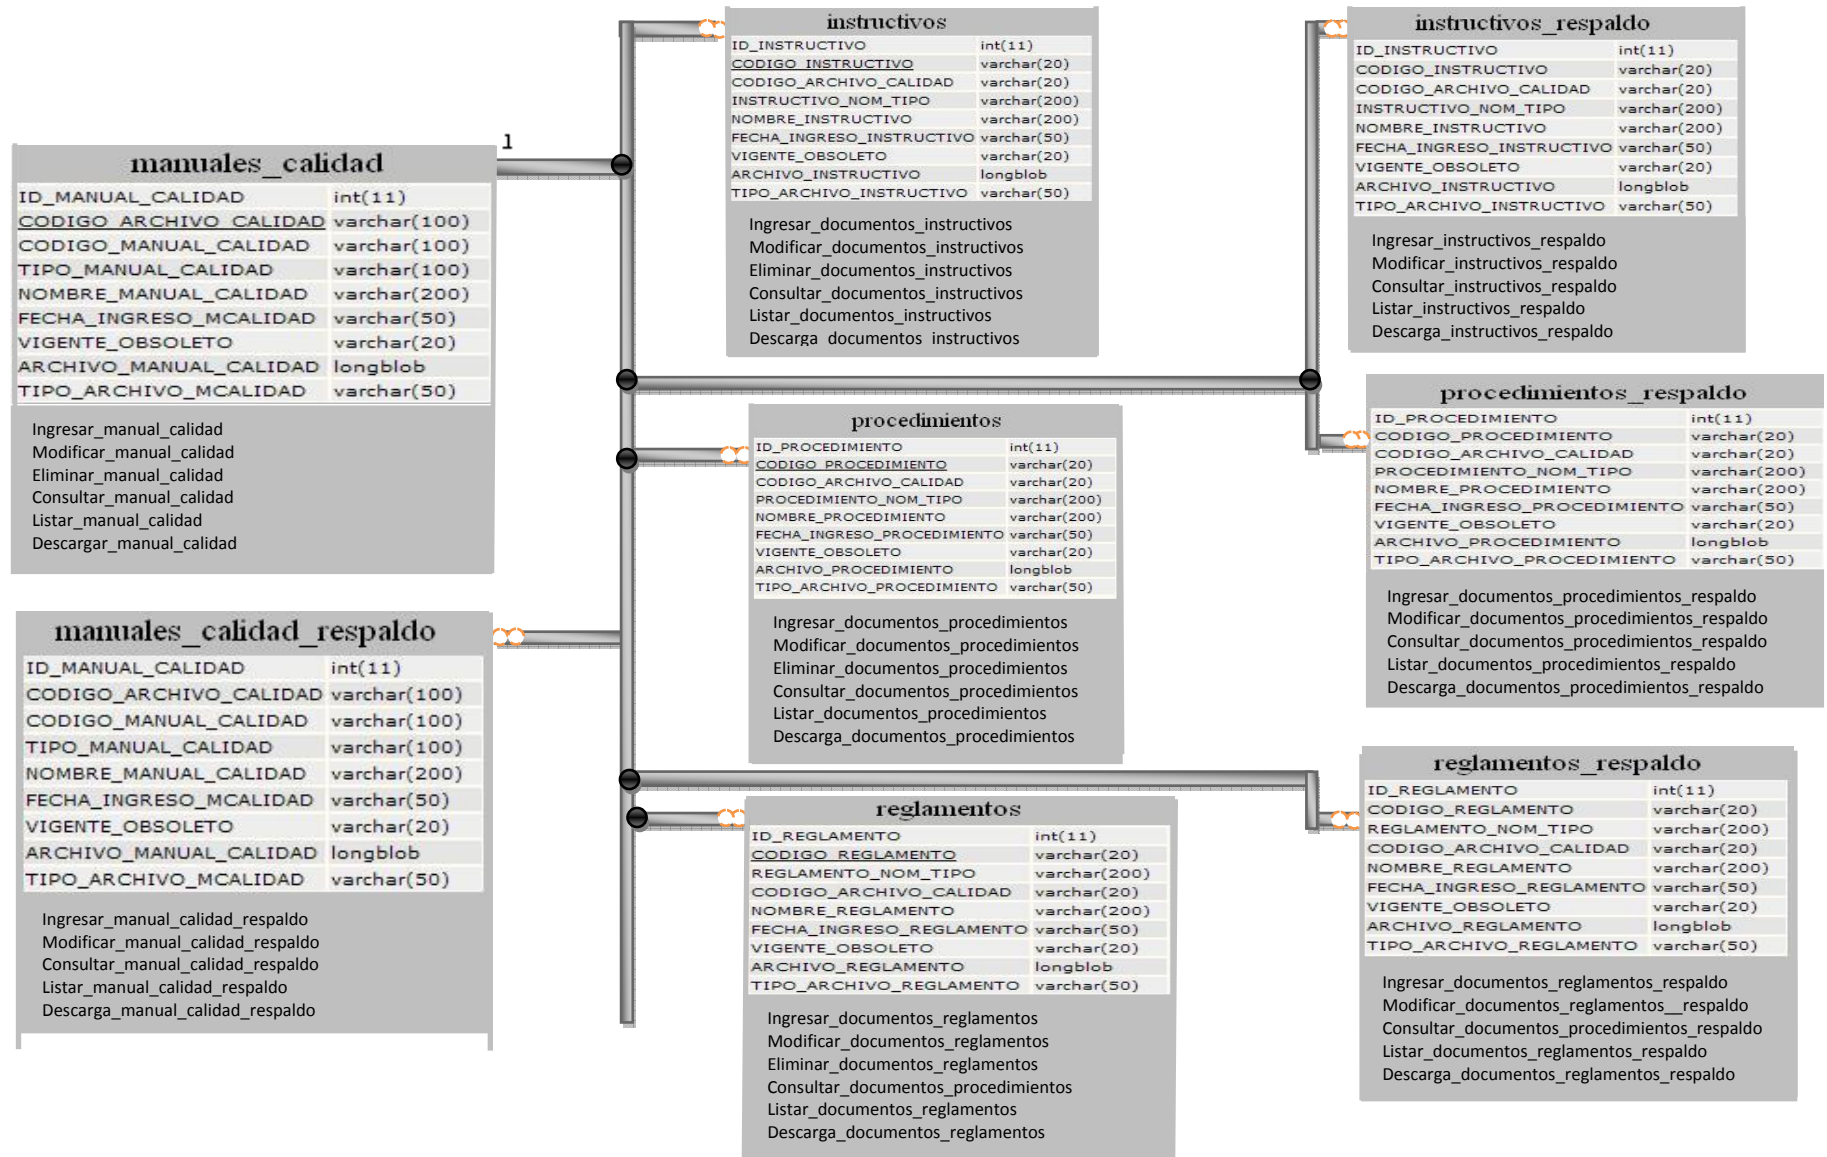 1
manuales_calidad
ID_MANUAL_CALIDAD int(11)
CODIGO_ARCHIVO_CALIDAD varchar(100)
CODIGO_MANUAL_CALIDAD varchar(100)
TIPO_MANUAL_CALIDAD varchar(100)
NOMBRE_MANUAL_CALIDAD varchar(200)
FECHA_INGRESO_MCALIDAD varchar(50)
VIGENTE_OBSOLETO varchar(20)
ARCHIVO_MANUAL_CALIDAD longblob
TIPO_ARCHIVO_MCALIDAD varchar(50)
Ingresar_manual_calidad
Modificar_manual_calidad
Eliminar_manual_calidad
Consultar_manual_calidad
Listar_manual_calidad
Descargar_manual_calidad
manuales_calidad_respaldo
ID_MANUAL_CALIDAD int(11)
CODIGO_ARCHIVO_CALIDAD varchar(100)
CODIGO_MANUAL_CALIDAD varchar(100)
TIPO_MANUAL_CALIDAD varchar(100)
NOMBRE_MANUAL_CALIDAD varchar(200)
FECHA_INGRESO_MCALIDAD varchar(50)
VIGENTE_OBSOLETO varchar(20)
ARCHIVO_MANUAL_CALIDAD longblob
TIPO_ARCHIVO_MCALIDAD varchar(50)
Ingresar_manual_calidad_respaldo
Modificar_manual_calidad_respaldo
Consultar_manual_calidad_respaldo
Listar_manual_calidad_respaldo
Descarga_manual_calidad_respaldo
instructivos
ID_INSTRUCTIVO int(11)
CODIGO_INSTRUCTIVO varchar(20)
CODIGO_ARCHIVO_CALIDAD varchar(20)
INSTRUCTIVO_NOM_TIPO varchar(200)
NOMBRE_INSTRUCTIVO varchar(200)
FECHA_INGRESO_INSTRUCTIVO varchar(50)
VIGENTE_OBSOLETO varchar(20)
ARCHIVO_INSTRUCTIVO longblob
TIPO_ARCHIVO_INSTRUCTIVO varchar(50)
Ingresar_documentos_instructivos
Modificar_documentos_instructivos
Eliminar_documentos_instructivos
Consultar_documentos_instructivos
Listar_documentos_instructivos
Descarga_documentos_instructivos
procedimientos
ID_PROCEDIMIENTO int(11)
CODIGO_PROCEDIMIENTO varchar(20)
CODIGO_ARCHIVO_CALIDAD varchar(20)
PROCEDIMIENTO_NOM_TIPO varchar(200)
NOMBRE_PROCEDIMIENTO varchar(200)
FECHA_INGRESO_PROCEDIMIENTO varchar(50)
VIGENTE_OBSOLETO varchar(20)
ARCHIVO_PROCEDIMIENTO longblob
TIPO_ARCHIVO_PROCEDIMIENTO varchar(50)
Ingresar_documentos_procedimientos
Modificar_documentos_procedimientos
Eliminar_documentos_procedimientos
Consultar_documentos_procedimientos
Listar_documentos_procedimientos
Descarga_documentos_procedimientos
reglamentos
ID_REGLAMENTO int(11)
CODIGO_REGLAMENTO varchar(20)
REGLAMENTO_NOM_TIPO varchar(200)
CODIGO_ARCHIVO_CALIDAD varchar(20)
NOMBRE_REGLAMENTO varchar(200)
FECHA_INGRESO_REGLAMENTO varchar(50)
VIGENTE_OBSOLETO varchar(20)
ARCHIVO_REGLAMENTO longblob
TIPO_ARCHIVO_REGLAMENTO varchar(50)
Ingresar_documentos_reglamentos
Modificar_documentos_reglamentos
Eliminar_documentos_reglamentos
Consultar_documentos_procedimientos
Listar_documentos_reglamentos
Descarga_documentos_reglamentos
instructivos_respaldo
ID_INSTRUCTIVO int(11)
CODIGO_INSTRUCTIVO varchar(20)
CODIGO_ARCHIVO_CALIDAD varchar(20)
INSTRUCTIVO_NOM_TIPO varchar(200)
NOMBRE_INSTRUCTIVO varchar(200)
FECHA_INGRESO_INSTRUCTIVO varchar(50)
VIGENTE_OBSOLETO varchar(20)
ARCHIVO_INSTRUCTIVO longblob
TIPO_ARCHIVO_INSTRUCTIVO varchar(50)
Ingresar_instructivos_respaldo
Modificar_instructivos_respaldo
Consultar_instructivos_respaldo
Listar_instructivos_respaldo
Descarga_instructivos_respaldo
procedimientos_respaldo
ID_PROCEDIMIENTO int(11)
CODIGO_PROCEDIMIENTO varchar(20)
CODIGO_ARCHIVO_CALIDAD varchar(20)
PROCEDIMIENTO_NOM_TIPO varchar(200)
NOMBRE_PROCEDIMIENTO varchar(200)
FECHA_INGRESO_PROCEDIMIENTO varchar(50)
VIGENTE_OBSOLETO varchar(20)
ARCHIVO_PROCEDIMIENTO longblob
TIPO_ARCHIVO_PROCEDIMIENTO varchar(50)
Ingresar_documentos_procedimientos_respaldo
Modificar_documentos_procedimientos_respaldo
Consultar_documentos_procedimientos_respaldo
Listar_documentos_procedimientos_respaldo
Descarga_documentos_procedimientos_respaldo
reglamentos_respaldo
ID_REGLAMENTO int(11)
CODIGO_REGLAMENTO varchar(20)
REGLAMENTO_NOM_TIPO varchar(200)
CODIGO_ARCHIVO_CALIDAD varchar(20)
NOMBRE_REGLAMENTO varchar(200)
FECHA_INGRESO_REGLAMENTO varchar(50)
VIGENTE_OBSOLETO varchar(20)
ARCHIVO_REGLAMENTO longblob
TIPO_ARCHIVO_REGLAMENTO varchar(50)
Ingresar_documentos_reglamentos_respaldo
Modificar_documentos_reglamentos__respaldo
Consultar_documentos_procedimientos_respaldo
Listar_documentos_reglamentos_respaldo
Descarga_documentos_reglamentos_respaldo